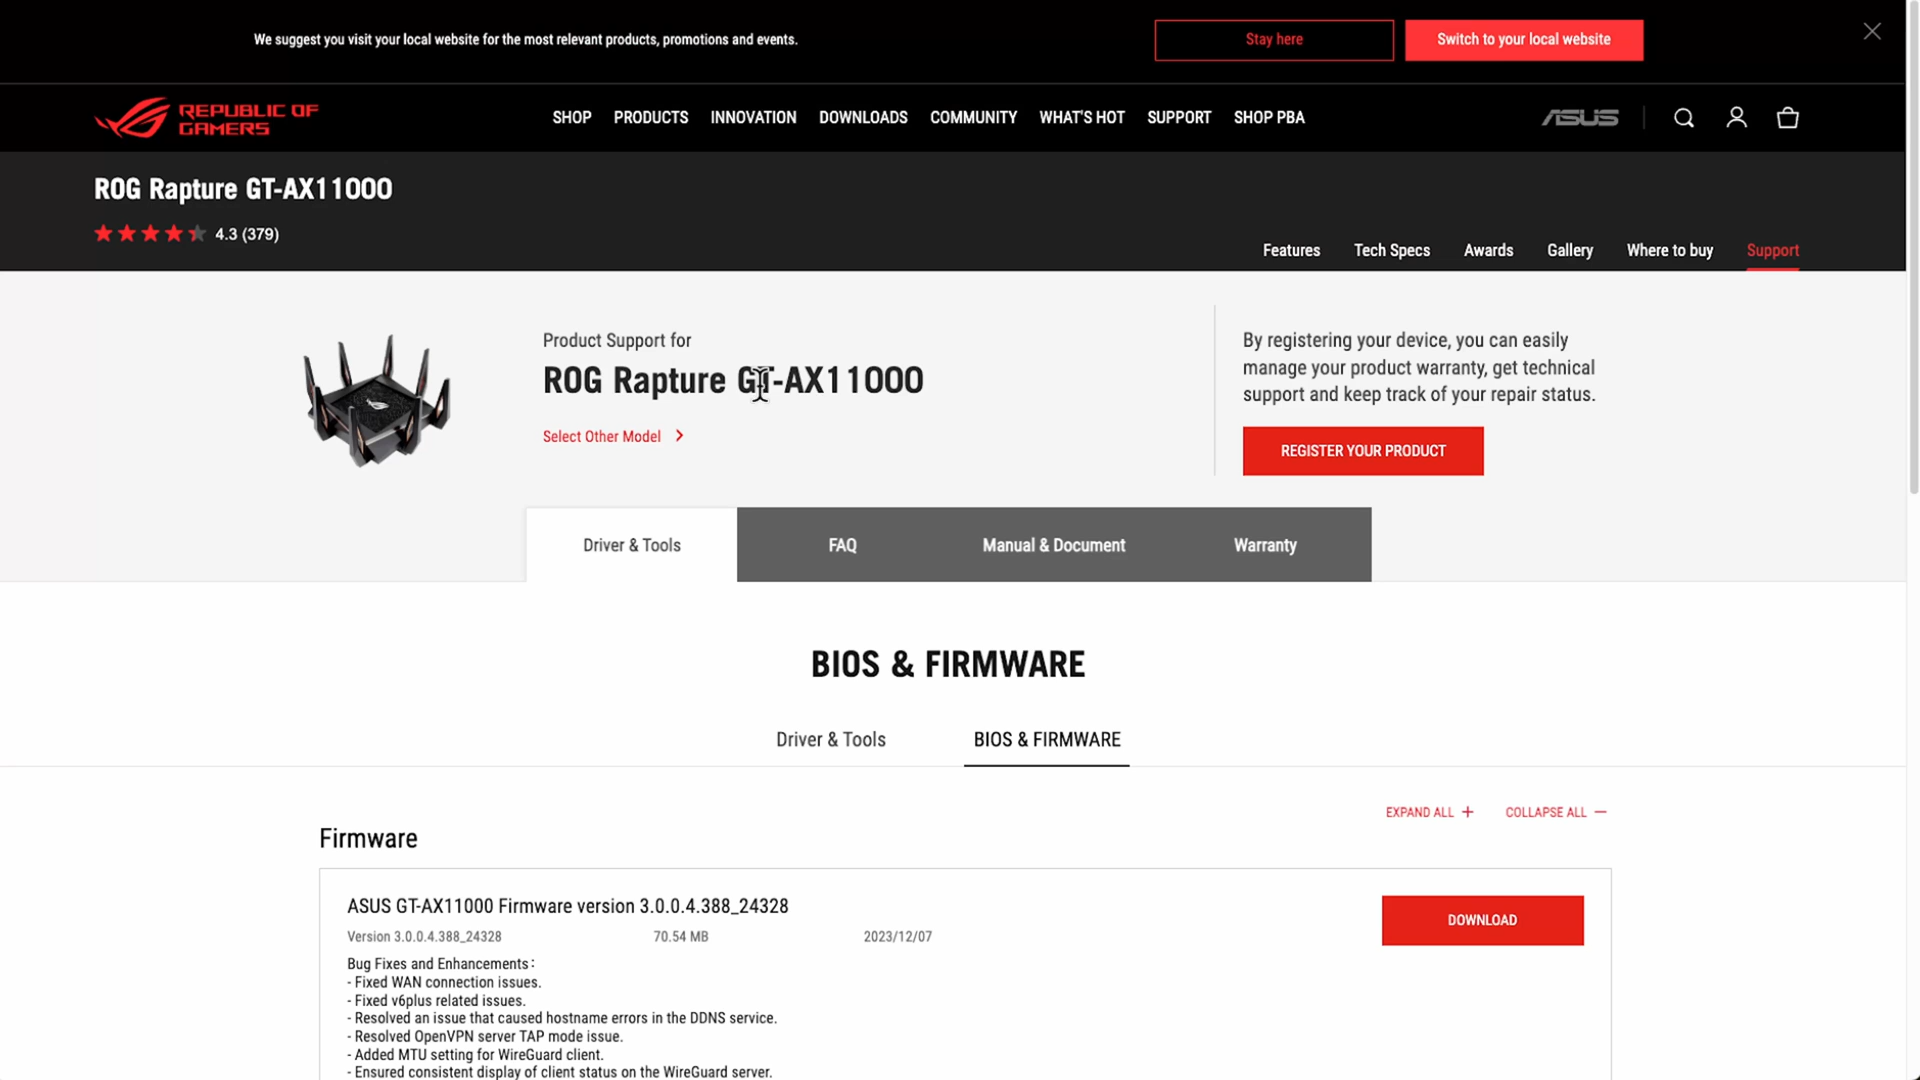 We suggest you visit your local website for the most relevant products, promotions and events.
Stay here
Switch to your local website
REPUBLIC OF
GAMERS
SHOP
PRODUCTS
INNOVATION
DOWNLOADS
COMMUNITY
WHAT'S HOT
SUPPORT
SHOP PBA
ASUS
ROG Rapture GT-AX11000
4.3 (379)
Features
Tech Specs
Awards
Gallery
Where to buy
Support
Product Support for
ROG Rapture GT-AX11000
Select Other Model
By registering your device, you can easily
manage your product warranty, get technical
support and keep track of your repair status.
REGISTER YOUR PRODUCT
Driver & Tools
FAQ
Manual & Document
Warranty
BIOS & FIRMWARE
Driver & Tools
BIOS & FIRMWARE
EXPAND ALL +
COLLAPSE ALL −
Firmware
ASUS GT-AX11000 Firmware version 3.0.0.4.388_24328
DOWNLOAD
Version 3.0.0.4.388_24328
70.54 MB
2023/12/07
Bug Fixes and Enhancements:
- Fixed WAN connection issues.
- Fixed v6plus related issues.
- Resolved an issue that caused hostname errors in the DDNS service.
- Resolved OpenVPN server TAP mode issue.
- Added MTU setting for WireGuard client.
- Ensured consistent display of client status on the WireGuard server.